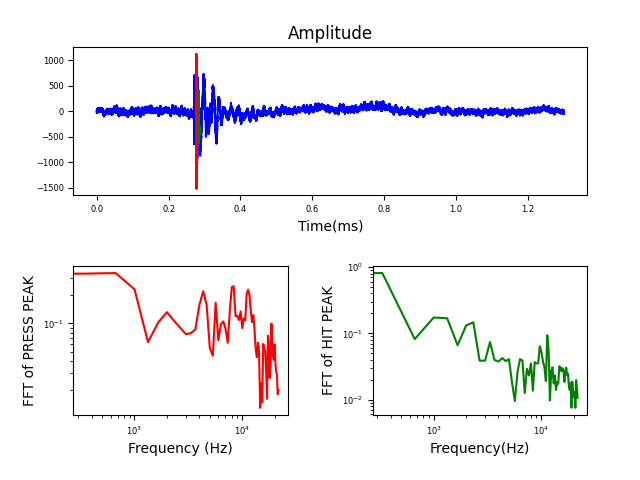 Amplitude
1000
500
0
−500
−1000
−1500
0.0 0.2 0.4 0.6 0.8 1.0 1.2
Time(ms)
FFT of PRESS PEAK
10⁻¹
10³ 10⁴
Frequency (Hz)
FFT of HIT PEAK
10⁰
10⁻¹
10⁻²
10³ 10⁴
Frequency(Hz)